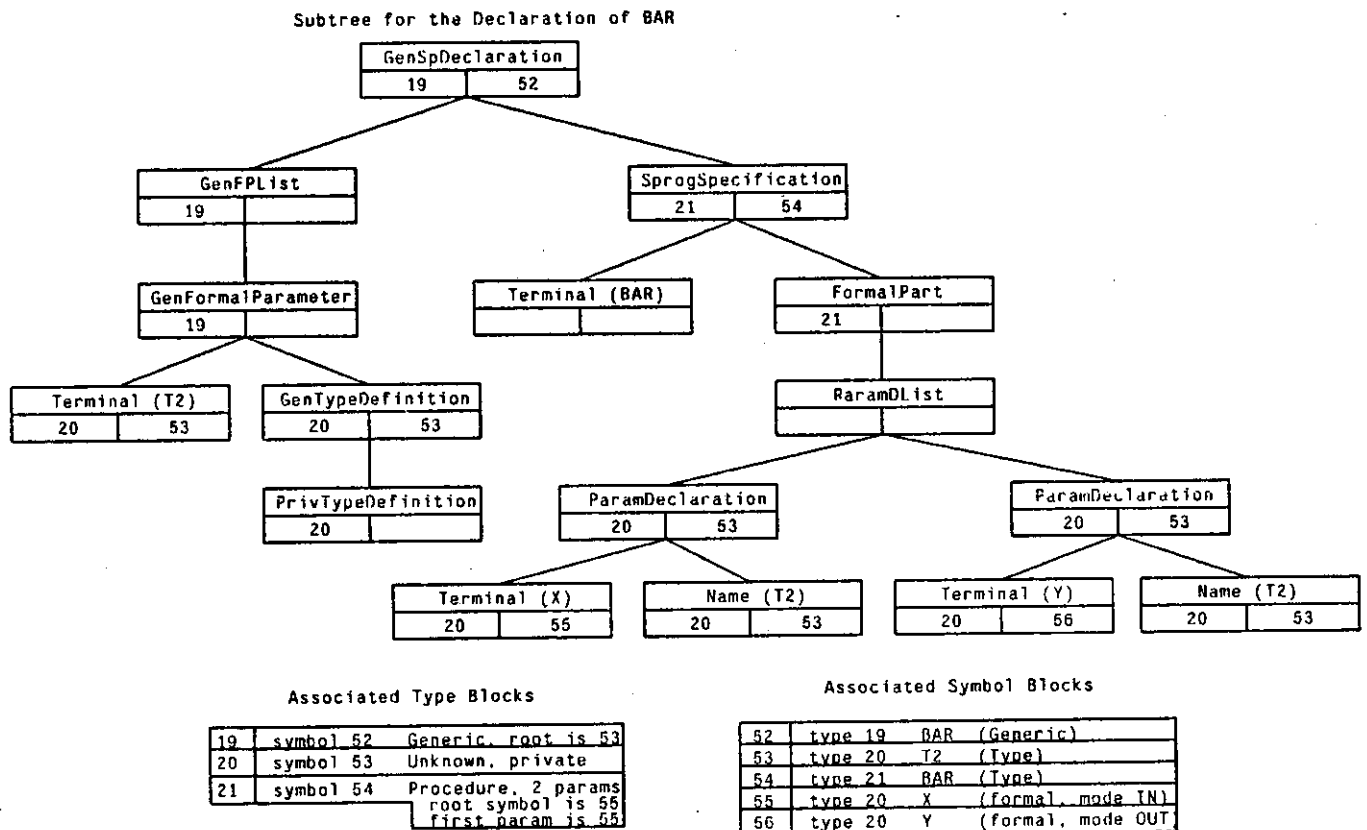 Subtree for the Declaration of BAR
GenSpDeclaration
19 52
GenFPList
19
SprogSpecification
21 54
GenFormalParameter
19
Terminal (BAR)
FormalPart
21
Terminal (T2)
20 53
GenTypeDefinition
20 53
RaramDList
PrivTypeDefinition
20
ParamDeclaration
20 53
ParamDeclaration
20 53
Terminal (X)
20 55
Name (T2)
20 53
Terminal (Y)
20 56
Name (T2)
20 53
Associated Type Blocks
19 symbol 52 Generic, root is 53
20 symbol 53 Unknown, private
21 symbol 54 Procedure, 2 params
root symbol is 55
first param is 55
Associated Symbol Blocks
52 type 19 BAR (Generic)
53 type 20 T2 (Type)
54 type 21 BAR (Type)
55 type 20 X (formal, mode IN)
56 type 20 Y (formal, mode OUT)